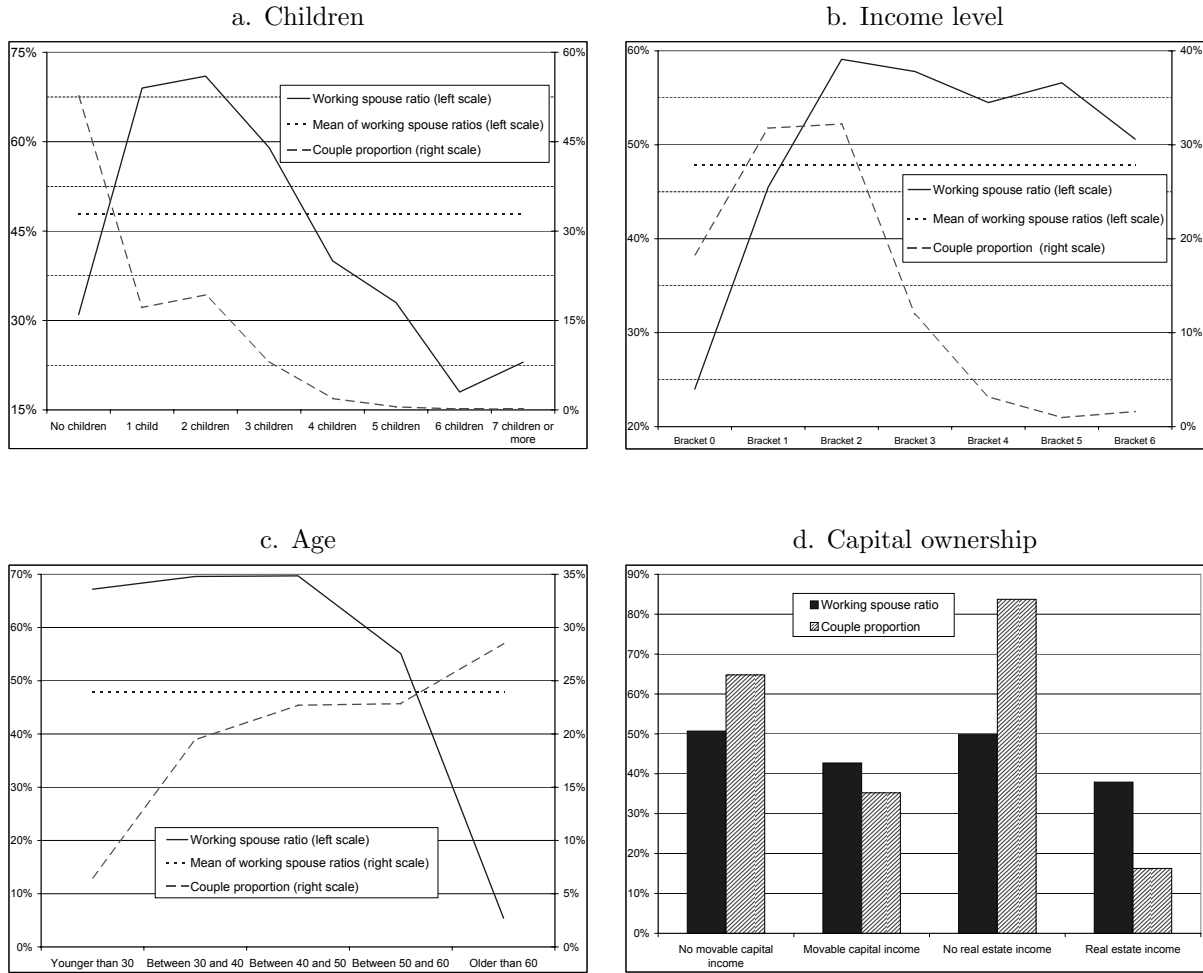 a. Children
75%
60%
45%
30%
15%
60%
45%
30%
15%
0%
Working spouse ratio (left scale)
Mean of working spouse ratios (left scale)
Couple proportion (right scale)
No children
1 child
2 children
3 children
4 children
5 children
6 children
7 children or
more
b. Income level
60%
50%
40%
30%
20%
40%
30%
20%
10%
0%
Working spouse ratio (left scale)
Mean of working spouse ratios (left scale)
Couple proportion (right scale)
Bracket 0
Bracket 1
Bracket 2
Bracket 3
Bracket 4
Bracket 5
Bracket 6
c. Age
70%
60%
50%
40%
30%
20%
10%
0%
35%
30%
25%
20%
15%
10%
5%
0%
Working spouse ratio (left scale)
Mean of working spouse ratios (right scale)
Couple proportion (right scale)
Younger than 30
Between 30 and 40
Between 40 and 50
Between 50 and 60
Older than 60
d. Capital ownership
90%
80%
70%
60%
50%
40%
30%
20%
10%
0%
Working spouse ratio
Couple proportion
No movable capital
income
Movable capital income
No real estate income
Real estate income